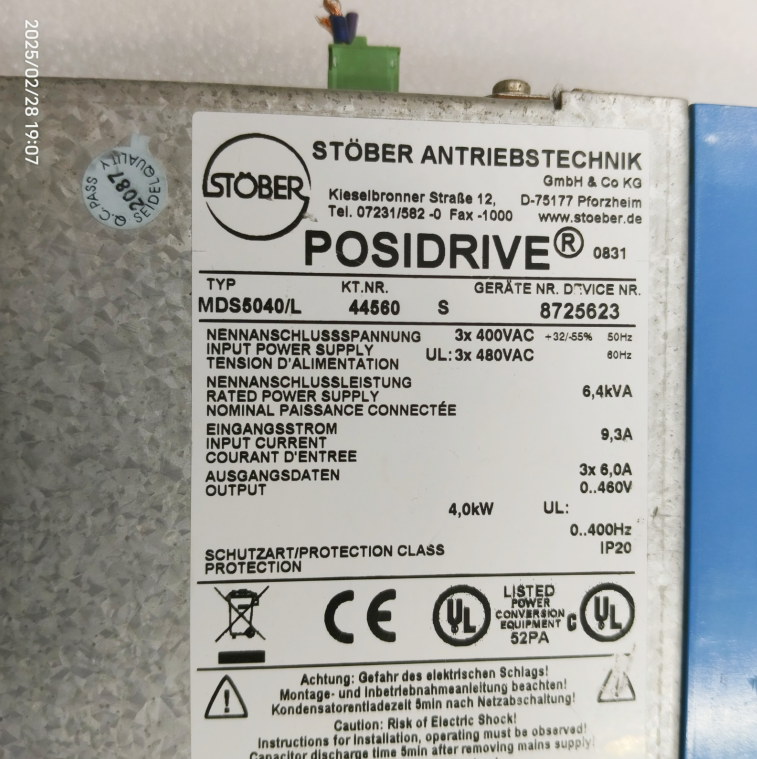 2025/02/28 19:07
Q.C. PASS
2087
SEIDEL QUALITY
STÖBER
STÖBER ANTRIEBSTECHNIK
GmbH & Co KG
Kieselbronner Straße 12, D-75177 Pforzheim
Tel. 07231/582 -0 Fax -1000 www.stoeber.de
POSIDRIVE® 0831
TYP KT.NR. GERÄTE NR. DEVICE NR.
MDS5040/L 44560 S 8725623
NENNANSCHLUSSSPANNUNG 3x 400VAC +32/-55% 50Hz
INPUT POWER SUPPLY UL: 3x 480VAC 60Hz
TENSION D'ALIMENTATION
NENNANSCHLUSSLEISTUNG
RATED POWER SUPPLY 6,4kVA
NOMINAL PAISSANCE CONNECTÉE
EINGANGSSTROM
INPUT CURRENT 9,3A
COURANT D'ENTREE
AUSGANGSDATEN 3x 6,0A
OUTPUT 0..460V
4,0kW UL:
0..400Hz
SCHUTZART/PROTECTION CLASS IP20
PROTECTION
CE
UL
LISTED
POWER
CONVERSION
EQUIPMENT
52PA
C UL
Achtung: Gefahr des elektrischen Schlags!
Montage- und Inbetriebnahmeanleitung beachten!
Kondensatorentladezeit 5min nach Netzabschaltung!
Caution: Risk of Electric Shock!
Instructions for installation, operating must be observed!
Capacitor discharge time 5min after removing mains supply!